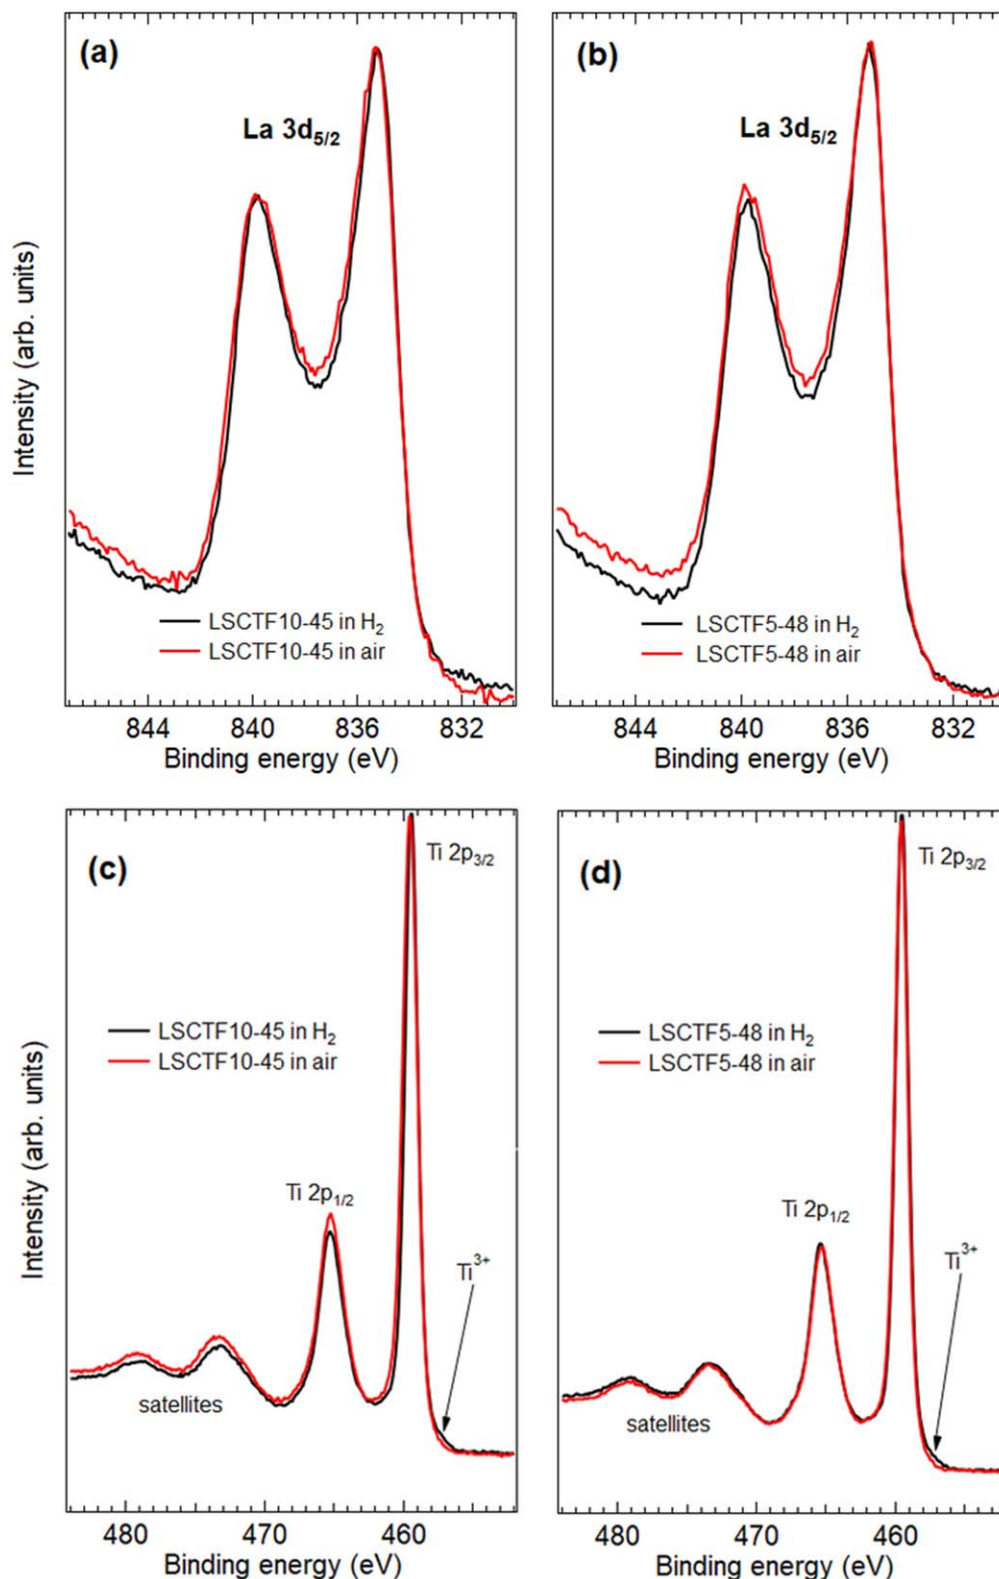 (a)
La 3d5/2
LSCTF10-45 in H2
LSCTF10-45 in air
844 840 836 832
Binding energy (eV)
Intensity (arb. units)
(b)
La 3d5/2
LSCTF5-48 in H2
LSCTF5-48 in air
844 840 836 832
Binding energy (eV)
(c)
Ti 2p3/2
LSCTF10-45 in H2
LSCTF10-45 in air
Ti 2p1/2
Ti3+
satellites
480 470 460
Binding energy (eV)
Intensity (arb. units)
(d)
Ti 2p3/2
LSCTF5-48 in H2
LSCTF5-48 in air
Ti 2p1/2
Ti3+
satellites
480 470 460
Binding energy (eV)